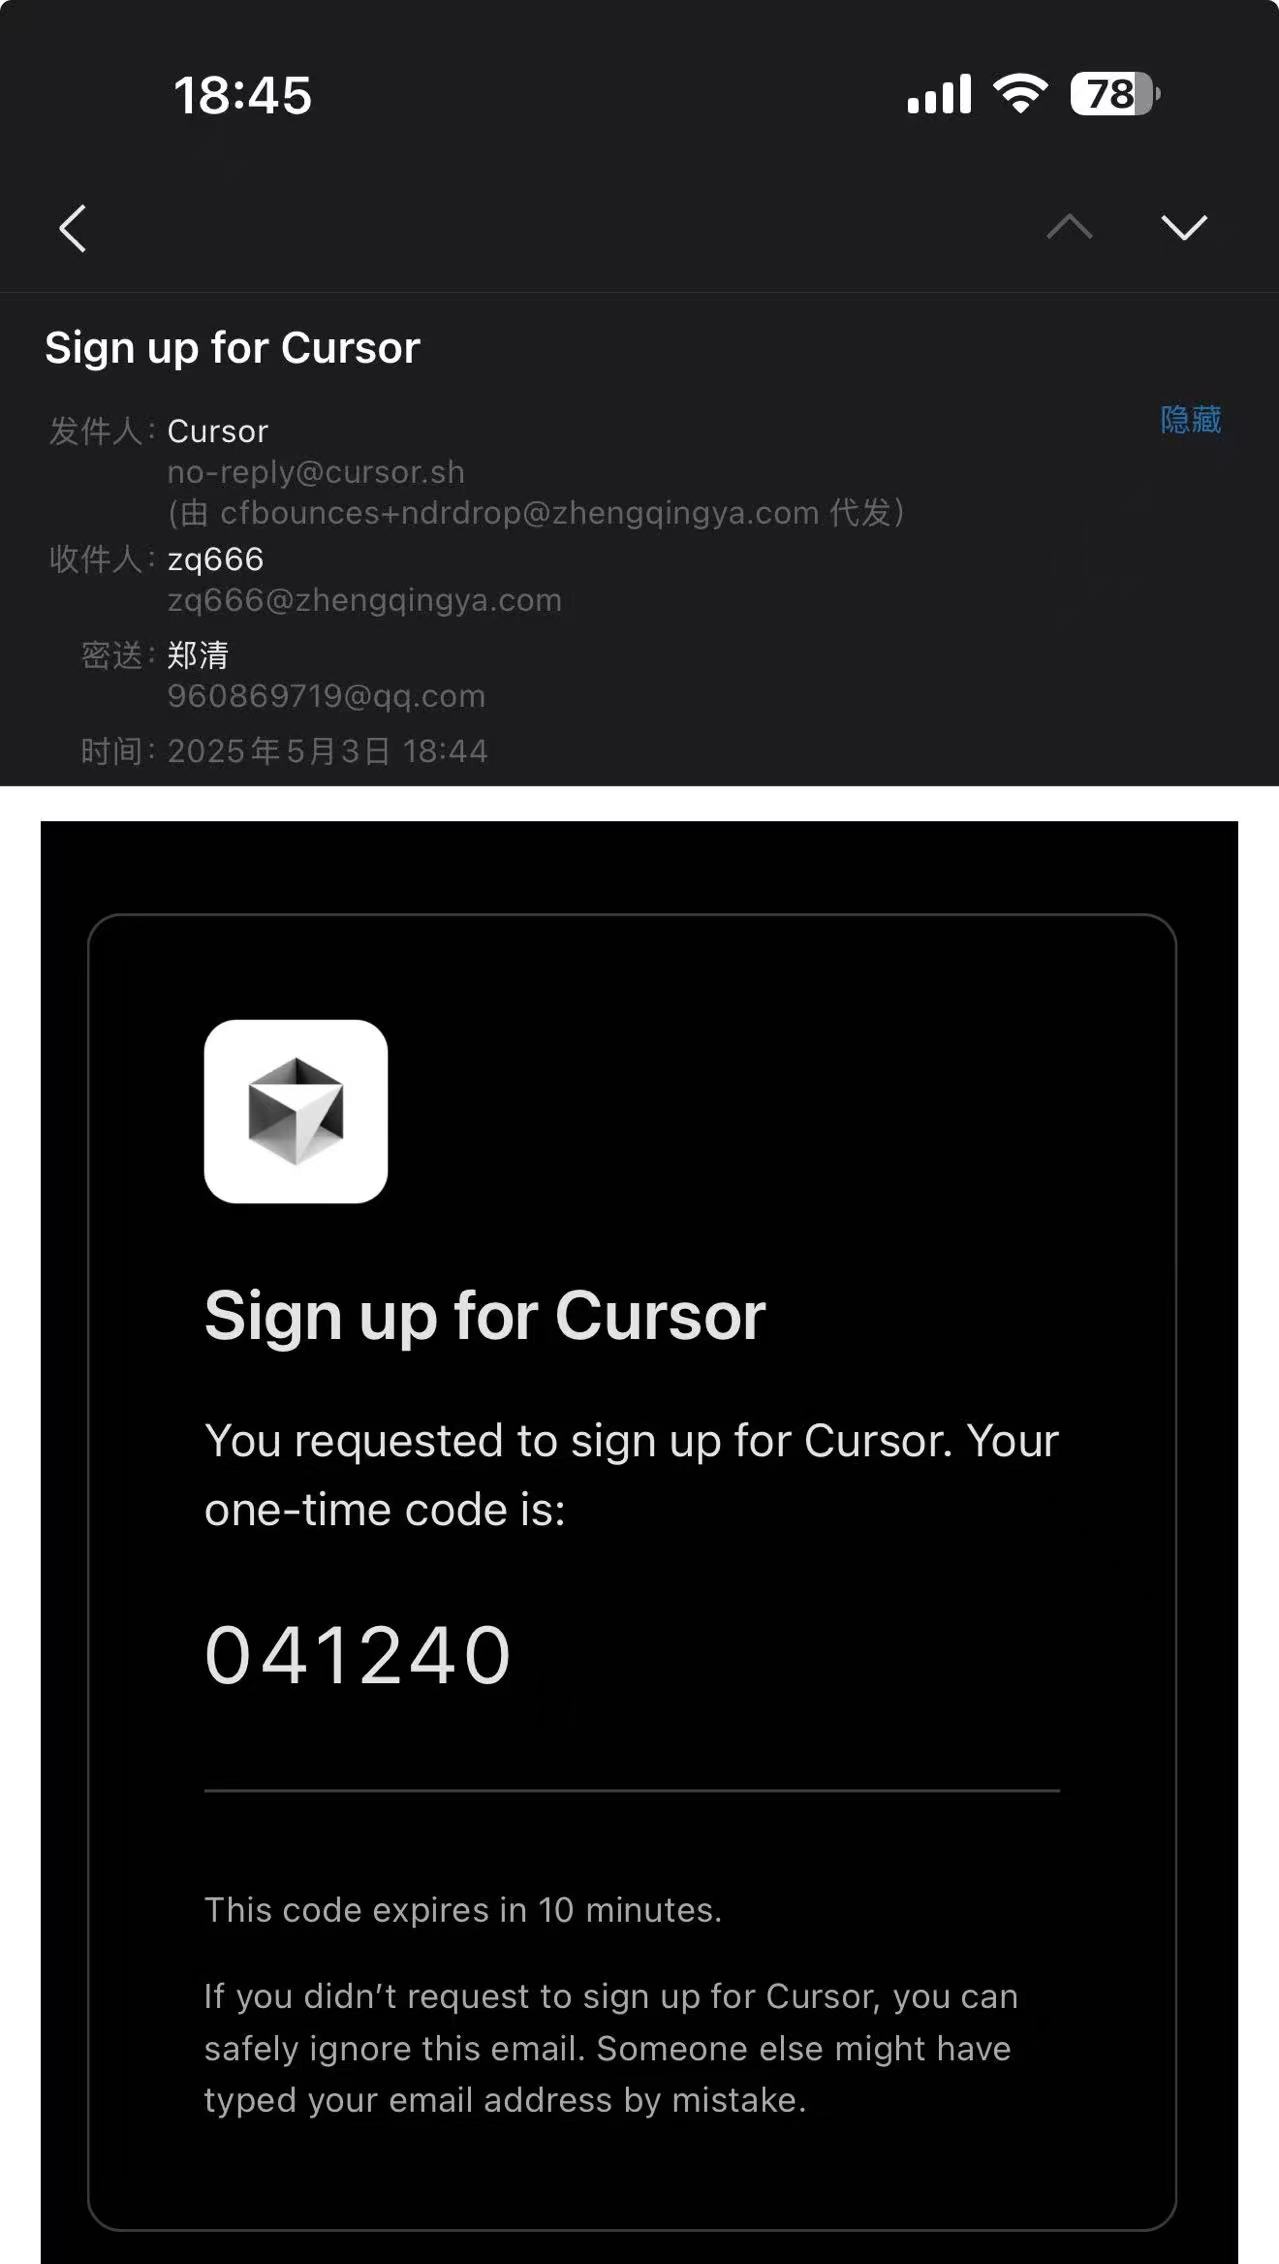 18:45
78
Sign up for Cursor
发件人：Cursor
隐藏
no-reply@cursor.sh
(由 cfbounces+ndrdrop@zhengqingya.com 代发)
收件人：zq666
zq666@zhengqingya.com
密送：郑清
960869719@qq.com
时间：2025年5月3日 18:44
Sign up for Cursor
You requested to sign up for Cursor. Your
one-time code is:
041240
This code expires in 10 minutes.
If you didn’t request to sign up for Cursor, you can
safely ignore this email. Someone else might have
typed your email address by mistake.